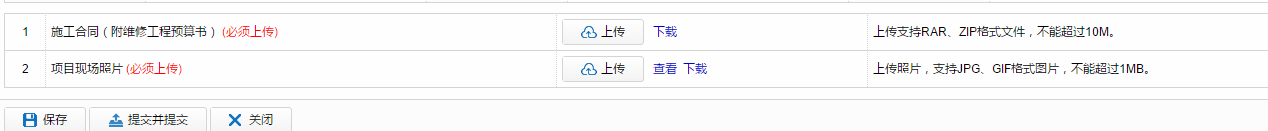 1 施工合同（附维修工程预算书）(必须上传) 上传 下载 上传支持RAR、ZIP格式文件，不能超过10M。
2 项目现场照片 (必须上传) 上传 查看 下载 上传照片，支持JPG、GIF格式图片，不能超过1MB。
保存 提交并提交 关闭